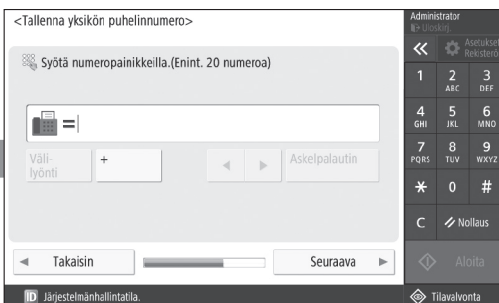 <Tallenna yksikön puhelinnumero>
Syötä numeropainikkeilla.(Enint. 20 numeroa)
=
Väli-
lyönti
+
Askelpalautin
Takaisin
Seuraava
ID Järjestelmänhallintatila.
Administrator
Ulos
Asetukset
Rekisterö
1
2
ABC
3
DEF
4
GHI
5
JKL
6
MNO
7
PQRS
8
TUV
9
WXYZ
*
0
#
C
Nollaus
Aloita
Tilavalvonta